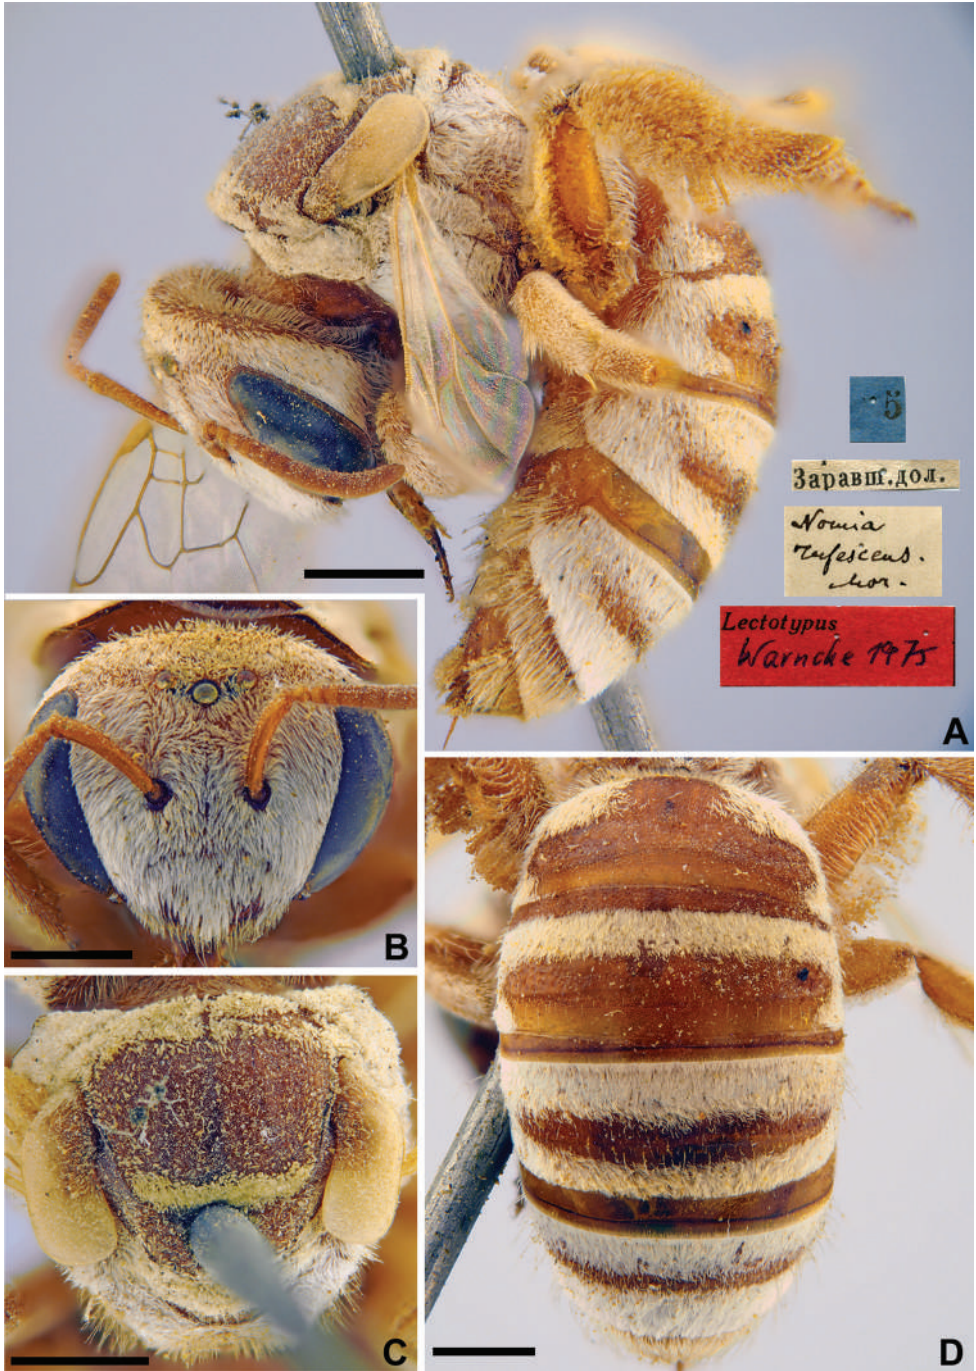 5
Заравш.дол.
Nomia
rufescens.
Mor.
Lectotypus
Warncke 1975
A
B
C
D